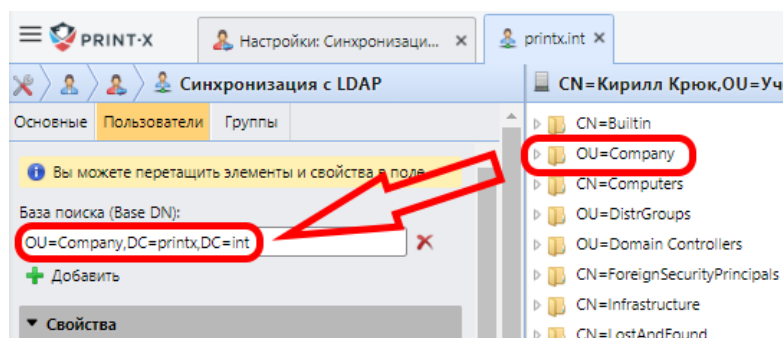 PRINT-X
Настройки: Синхронизаци...
printx.int
Синхронизация с LDAP
CN=Кирилл Крюк,OU=Уч
Основные Пользователи Группы
Вы можете перетащить элементы и свойства в поле
База поиска (Base DN):
OU=Company,DC=printx,DC=int
Добавить
Свойства
CN=Builtin
OU=Company
CN=Computers
OU=DistrGroups
OU=Domain Controllers
CN=ForeignSecurityPrincipals
CN=Infrastructure
CN=LostAndFound